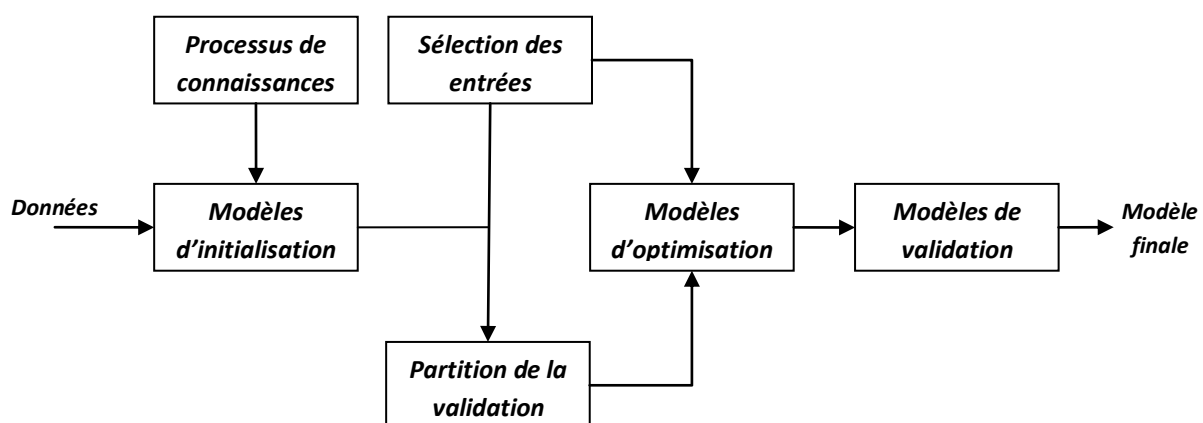 Processus de
connaissances
Sélection des
entrées
Données
Modèles
d’initialisation
Modèles
d’optimisation
Modèles de
validation
Modèle
finale
Partition de la
validation